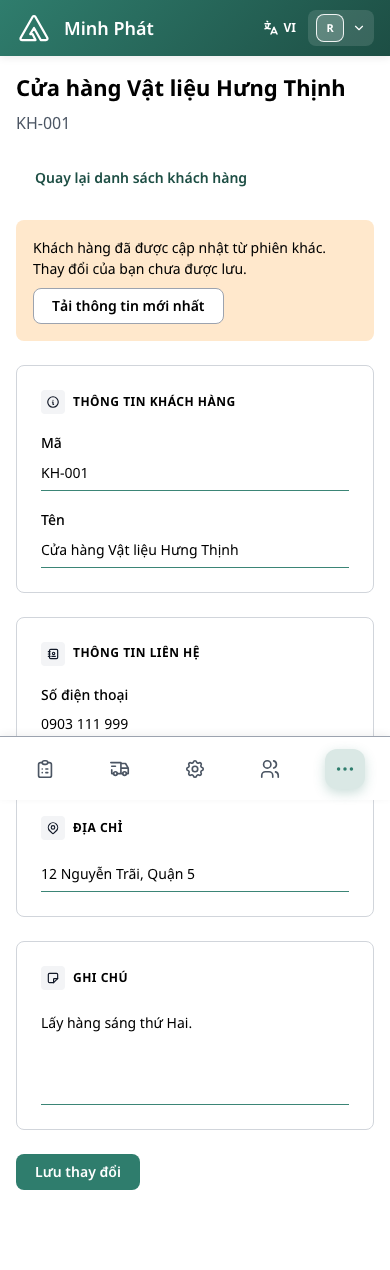 Minh Phát
VI
R
Cửa hàng Vật liệu Hưng Thịnh
KH-001
Quay lại danh sách khách hàng
Khách hàng đã được cập nhật từ phiên khác.
Thay đổi của bạn chưa được lưu.
Tải thông tin mới nhất
THÔNG TIN KHÁCH HÀNG
Mã
KH-001
Tên
Cửa hàng Vật liệu Hưng Thịnh
THÔNG TIN LIÊN HỆ
Số điện thoại
0903 111 999
ĐỊA CHỈ
12 Nguyễn Trãi, Quận 5
GHI CHÚ
Lấy hàng sáng thứ Hai.
Lưu thay đổi